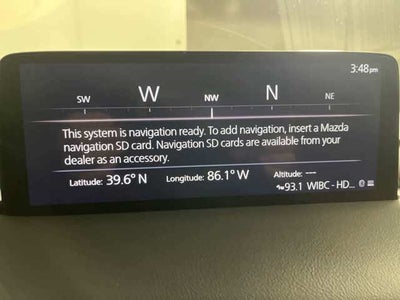 3:48pm
SW W NW N NE
This system is navigation ready. To add navigation, insert a Mazda
navigation SD card. Navigation SD cards are available from your
dealer as an accessory.
Latitude: 39.6° N Longitude: 86.1° W Altitude: ---
93.1 WIBC - HD...